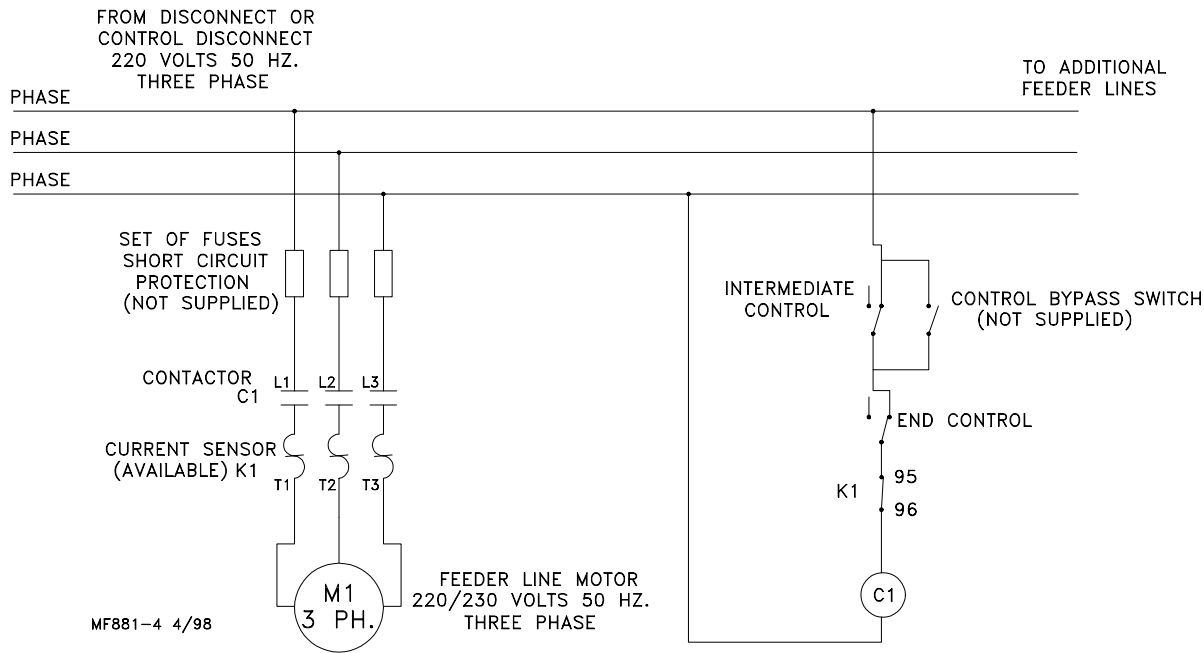 FROM DISCONNECT OR
CONTROL DISCONNECT
220 VOLTS 50 HZ.
THREE PHASE
TO ADDITIONAL
FEEDER LINES
PHASE
PHASE
PHASE
SET OF FUSES
SHORT CIRCUIT
PROTECTION
(NOT SUPPLIED)
INTERMEDIATE
CONTROL
CONTROL BYPASS SWITCH
(NOT SUPPLIED)
CONTACTOR
C1
L1
L2
L3
END CONTROL
CURRENT SENSOR
(AVAILABLE) K1
T1
T2
T3
K1
95
96
M1
3 PH.
FEEDER LINE MOTOR
220/230 VOLTS 50 HZ.
THREE PHASE
C1
MF881-4 4/98